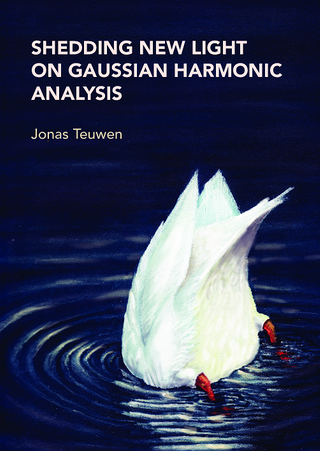 SHEDDING NEW LIGHT
ON GAUSSIAN HARMONIC
ANALYSIS
Jonas Teuwen